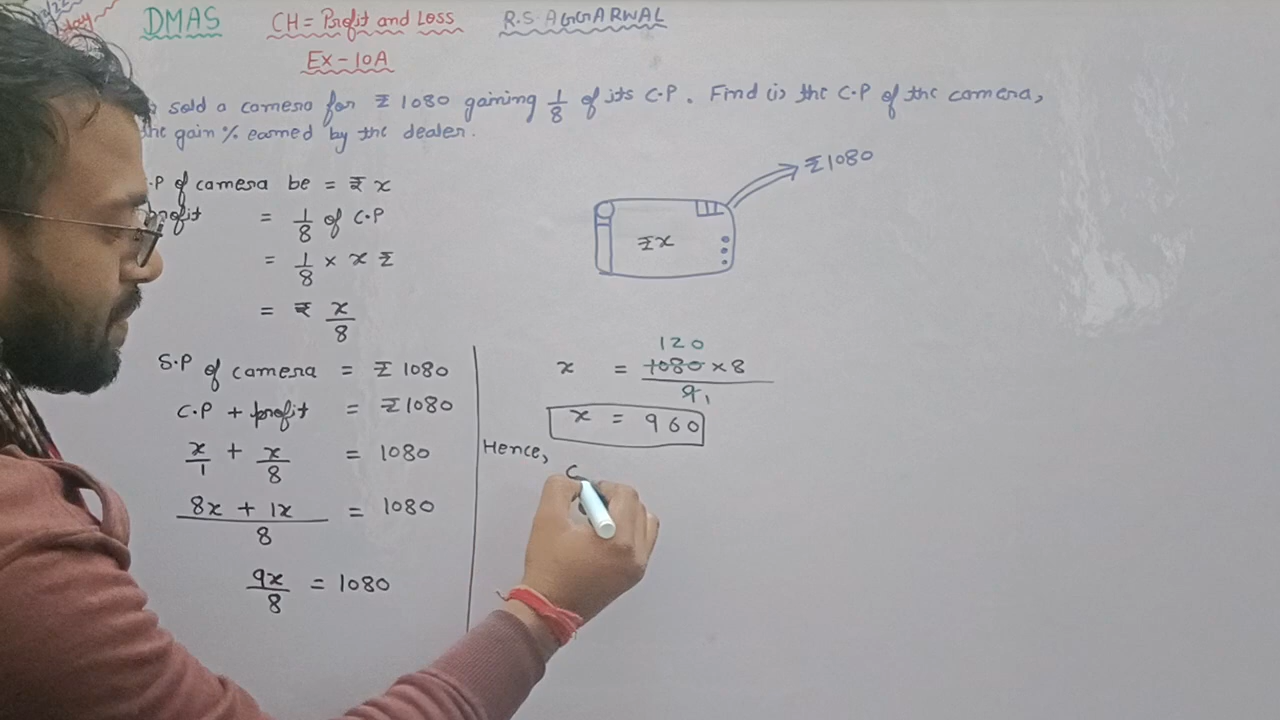 DMAS CH = Profit and Loss R.S. AGGARWAL
Ex-10A
sold a camera for ₹ 1080 gaining 1/8 of its C.P. Find (i) the C.P of the camera,
the gain % earned by the dealer.
.P of camera be = ₹ x
profit = 1/8 of C.P
= 1/8 × x ₹
= ₹ x/8
S.P of camera = ₹ 1080
C.P + profit = ₹ 1080
x/1 + x/8 = 1080
8x + 1x / 8 = 1080
9x/8 = 1080
₹1080
₹x
120
x = 1080 × 8 / 9 1
x = 960
Hence,
C